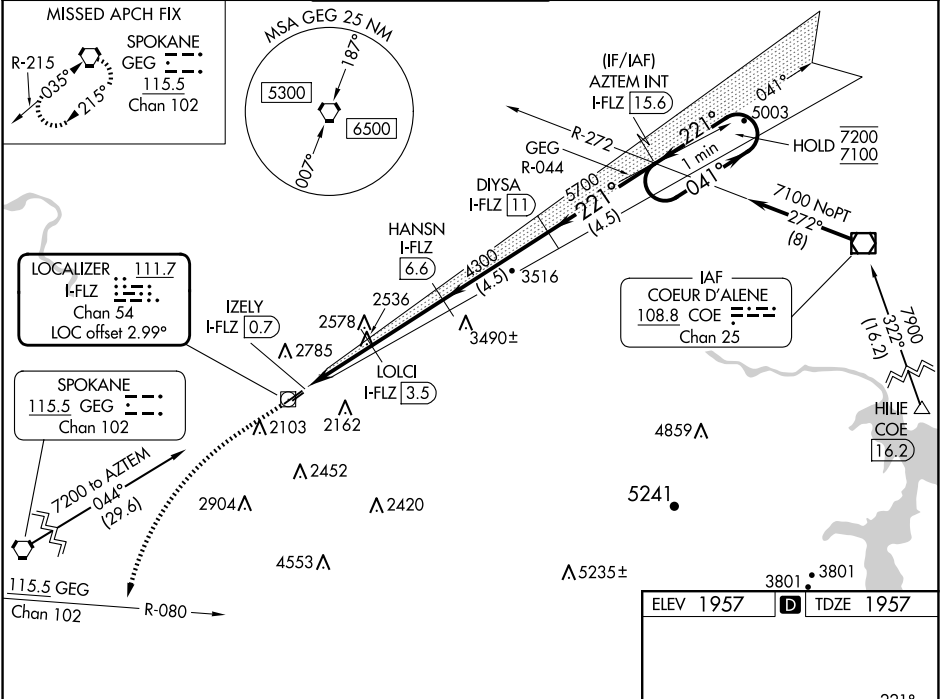 MISSED APCH FIX
SPOKANE
GEG
115.5
Chan 102
R-215
035°
215°
MSA GEG 25 NM
187°
5300
6500
007°
(IF/IAF)
AZTEM INT
I-FLZ 15.6
041°
5003
221°
1 min
041°
HOLD 7200
7100
R-272
GEG
R-044
5700
221°
(4.5)
DIYSA
I-FLZ 11
7100 NoPT
272°
(8)
HANSN
I-FLZ
6.6
4300
(4.5)
3516
LOCALIZER 111.7
I-FLZ
Chan 54
LOC offset 2.99°
IZELY
I-FLZ 0.7
2578
2536
2785
3490±
LOLCI
I-FLZ 3.5
IAF
COEUR D'ALENE
108.8 COE
Chan 25
7900
322°
(16.2)
HILIE
COE
16.2
SPOKANE
115.5 GEG
Chan 102
2103
2162
4859
7200 to AZTEM
044°
(29.6)
2452
2904
2420
5241
4553
5235±
3801
3801
115.5 GEG
Chan 102
R-080
ELEV 1957
D
TDZE 1957
221°